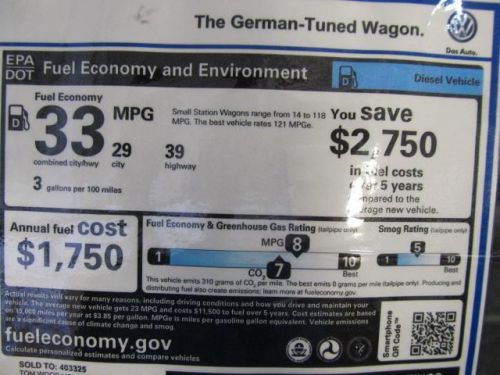 The German-Tuned Wagon.
Das Auto.
EPA
DOT
Fuel Economy and Environment
D
Diesel Vehicle
Fuel Economy
D
33 MPG
combined city/hwy
29
city
39
highway
3 gallons per 100 miles
Small Station Wagons range from 14 to 118
MPG. The best vehicle rates 121 MPGe.
You save
$2,750
in fuel costs
over 5 years
compared to the
average new vehicle.
Annual fuel cost
$1,750
Fuel Economy & Greenhouse Gas Rating (tailpipe only)
MPG 8
1
10
Best
CO2 7
Smog Rating (tailpipe only)
5
1
10
Best
This vehicle emits 310 grams of CO2 per mile. The best emits 0 grams per mile (tailpipe only). Producing and
distributing fuel also create emissions; learn more at fueleconomy.gov.
Actual results will vary for many reasons, including driving conditions and how you drive and maintain your
vehicle. The average new vehicle gets 23 MPG and costs $11,500 to fuel over 5 years. Cost estimates are based
on 15,000 miles per year at $3.85 per gallon. MPGe is miles per gasoline gallon equivalent. Vehicle emissions
are a significant cause of climate change and smog.
fueleconomy.gov
Calculate personalized estimates and compare vehicles
Smartphone
QR Code™
SOLD TO: 403325